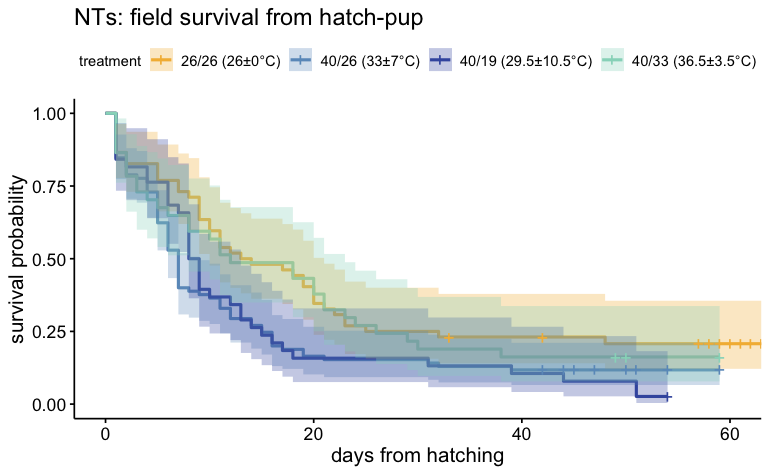 NTs: field survival from hatch-pup
treatment 26/26 (26±0°C) 40/26 (33±7°C) 40/19 (29.5±10.5°C) 40/33 (36.5±3.5°C)
survival probability
1.00
0.75
0.50
0.25
0.00
0 20 40 60
days from hatching